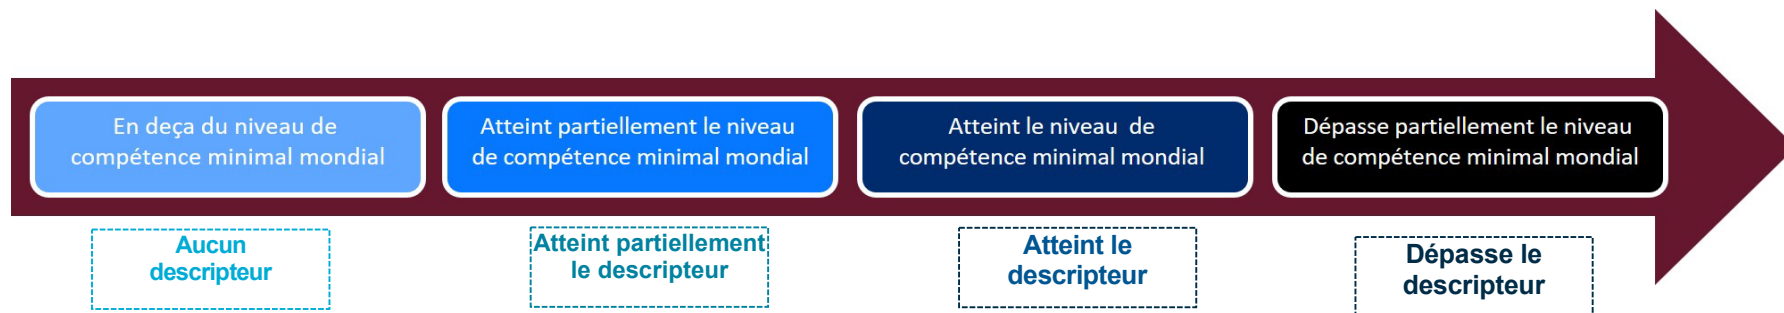 En deça du niveau de
compétence minimal mondial
Atteint partiellement le niveau
de compétence minimal mondial
Atteint le niveau de
compétence minimal mondial
Dépasse partiellement le niveau
de compétence minimal mondial
Aucun
descripteur
Atteint partiellement
le descripteur
Atteint le
descripteur
Dépasse le
descripteur